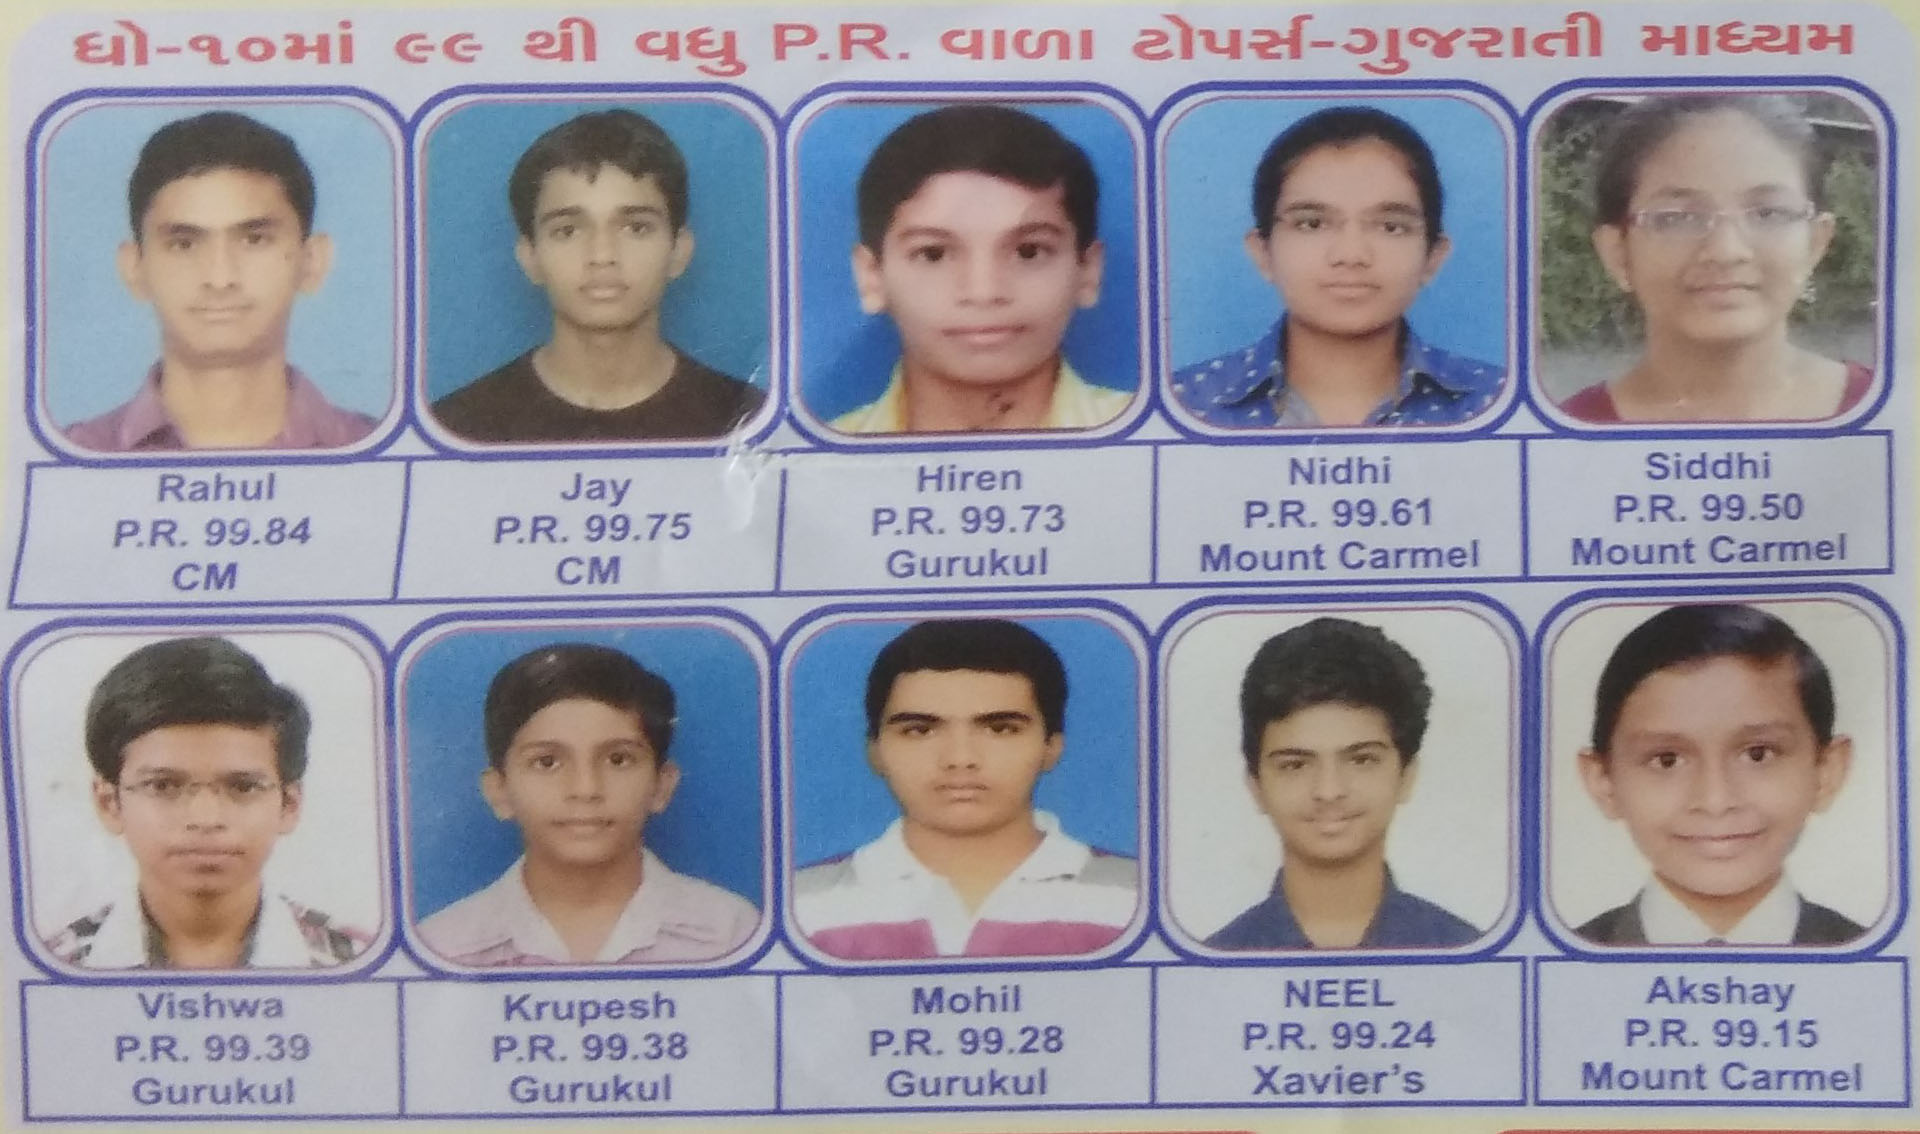 ધો-૧૦માં ૯૯ થી વધુ P.R. વાળા ટોપર્સ-ગુજરાતી માધ્યમ
Rahul
P.R. 99.84
CM
Jay
P.R. 99.75
CM
Hiren
P.R. 99.73
Gurukul
Nidhi
P.R. 99.61
Mount Carmel
Siddhi
P.R. 99.50
Mount Carmel
Vishwa
P.R. 99.39
Gurukul
Krupesh
P.R. 99.38
Gurukul
Mohil
P.R. 99.28
Gurukul
NEEL
P.R. 99.24
Xavier's
Akshay
P.R. 99.15
Mount Carmel